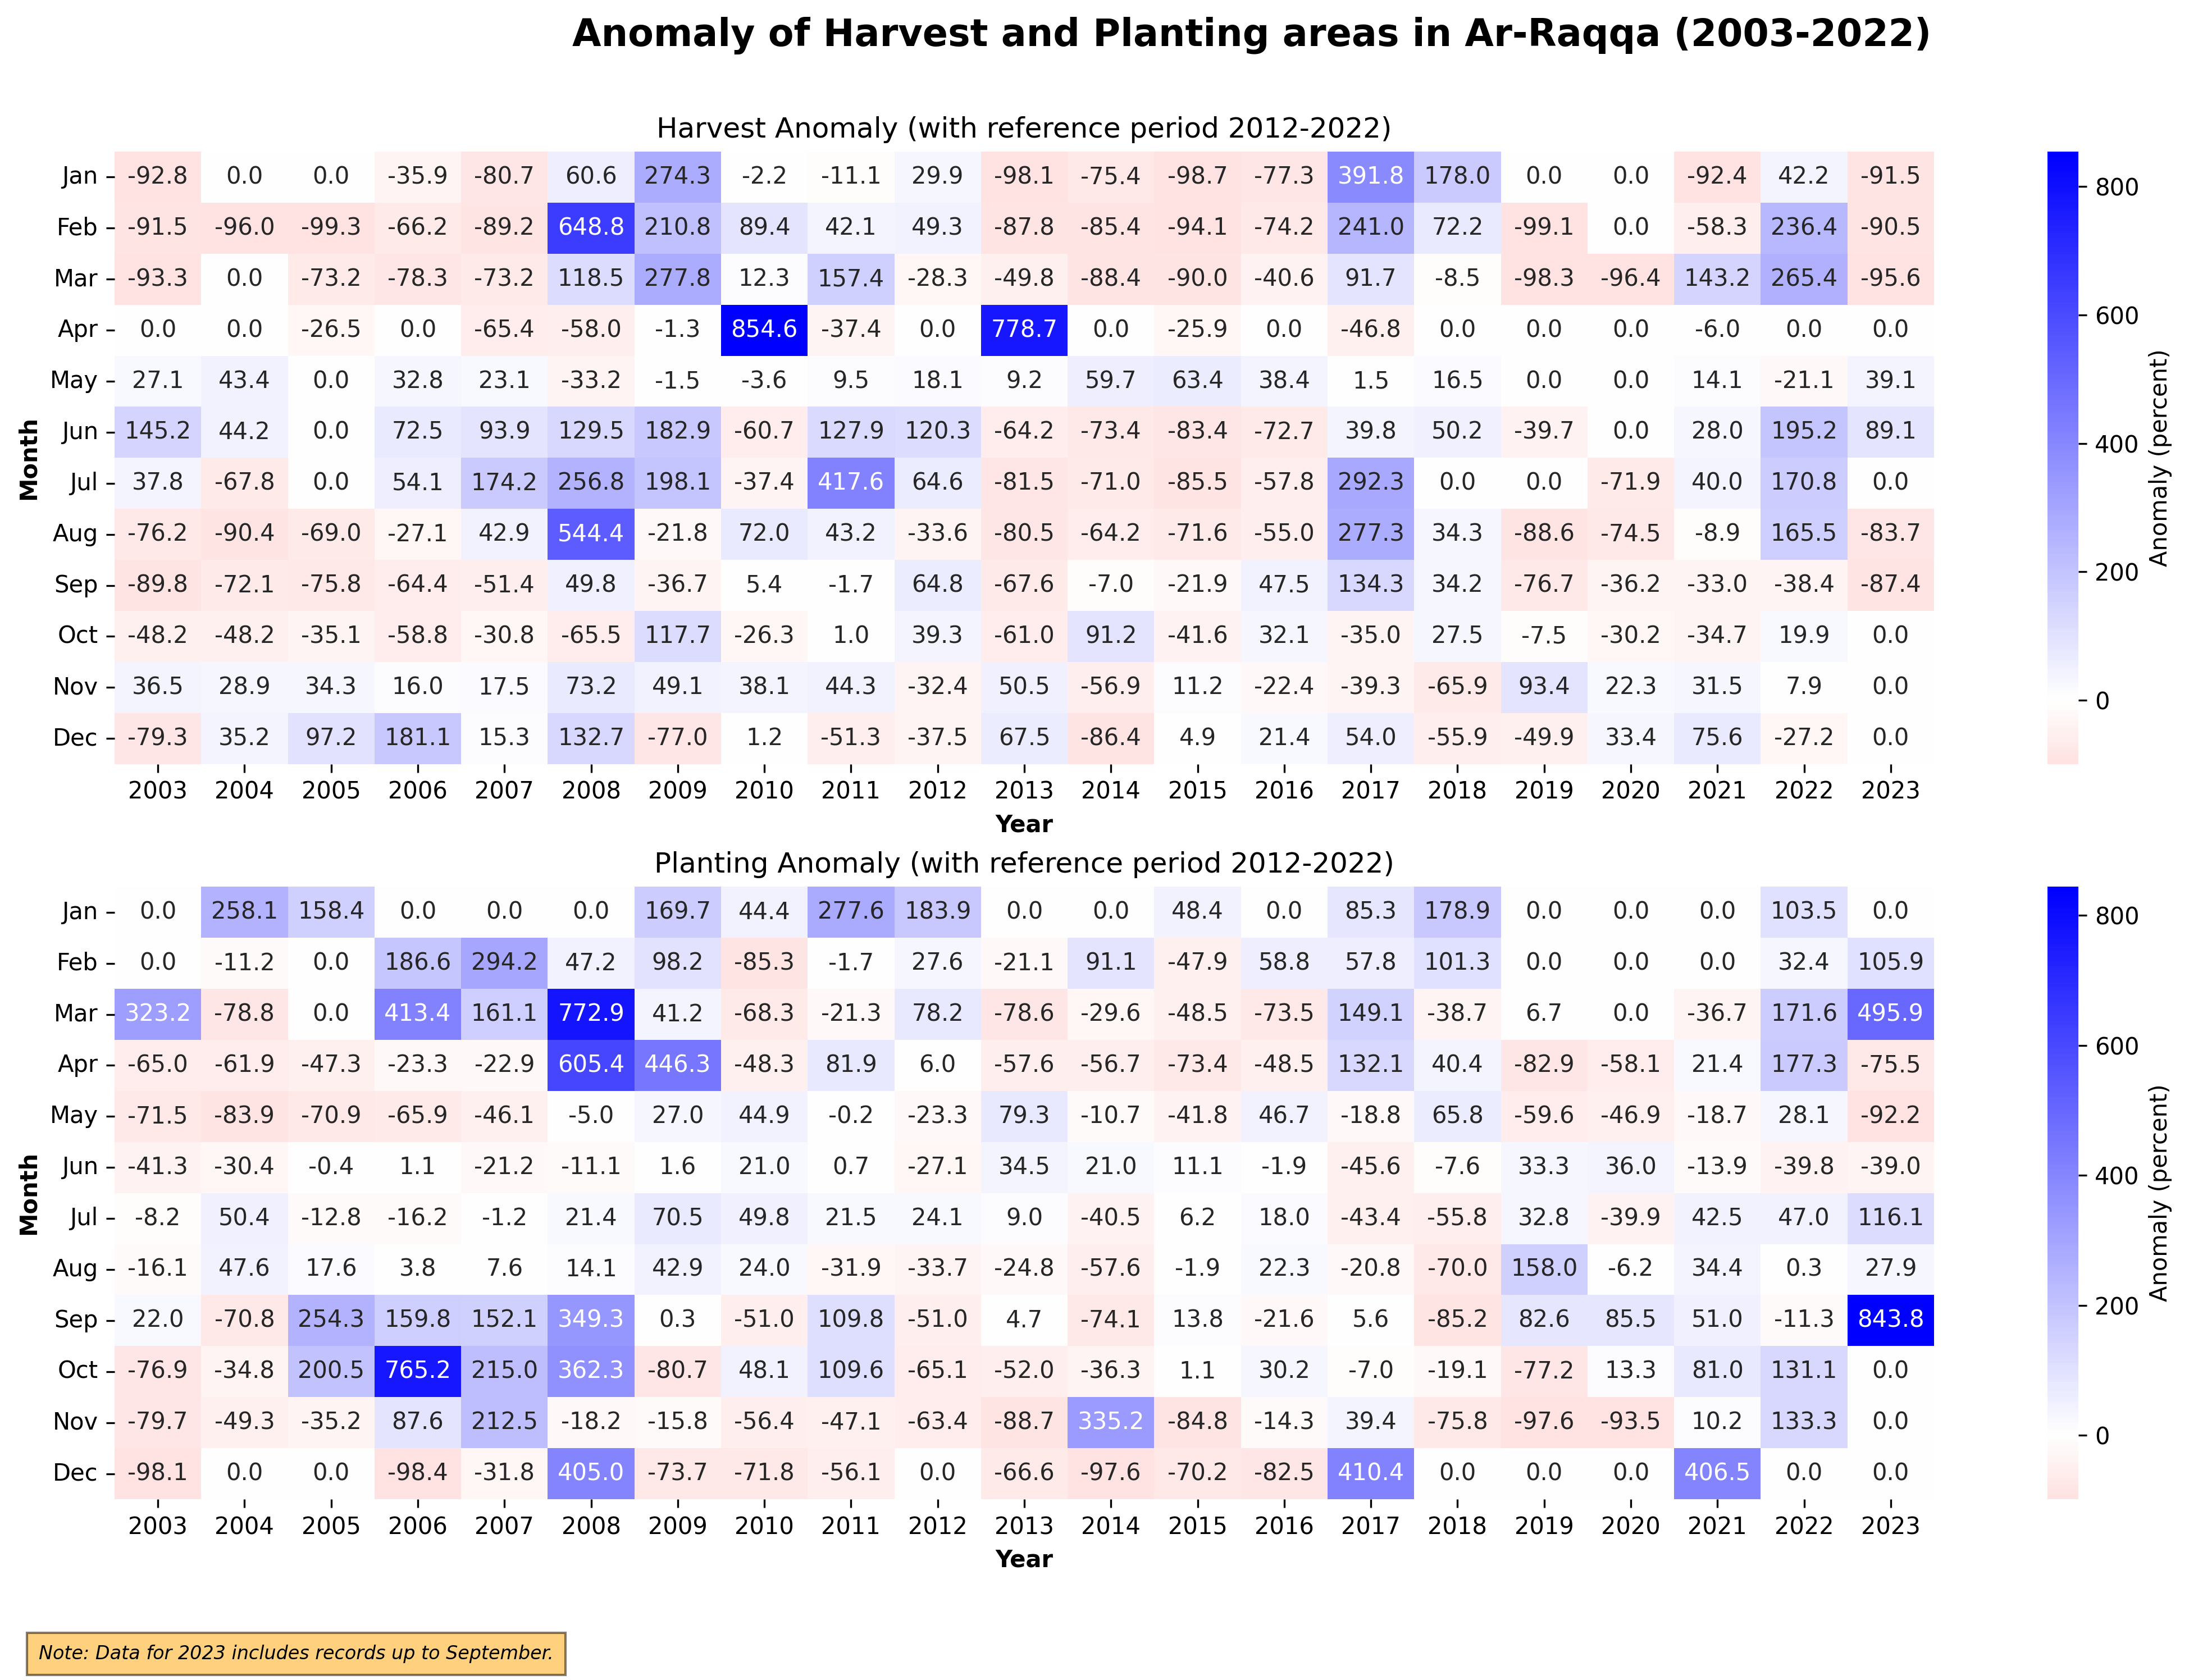 Anomaly of Harvest and Planting areas in Ar-Raqqa (2003-2022)
Harvest Anomaly (with reference period 2012-2022)
Jan -92.8 0.0 0.0 -35.9 -80.7 60.6 274.3 -2.2 -11.1 29.9 -98.1 -75.4 -98.7 -77.3 391.8 178.0 0.0 0.0 -92.4 42.2 -91.5
Feb -91.5 -96.0 -99.3 -66.2 -89.2 648.8 210.8 89.4 42.1 49.3 -87.8 -85.4 -94.1 -74.2 241.0 72.2 -99.1 0.0 -58.3 236.4 -90.5
Mar -93.3 0.0 -73.2 -78.3 -73.2 118.5 277.8 12.3 157.4 -28.3 -49.8 -88.4 -90.0 -40.6 91.7 -8.5 -98.3 -96.4 143.2 265.4 -95.6
Apr 0.0 0.0 -26.5 0.0 -65.4 -58.0 -1.3 854.6 -37.4 0.0 778.7 0.0 -25.9 0.0 -46.8 0.0 0.0 0.0 -6.0 0.0 0.0
May 27.1 43.4 0.0 32.8 23.1 -33.2 -1.5 -3.6 9.5 18.1 9.2 59.7 63.4 38.4 1.5 16.5 0.0 0.0 14.1 -21.1 39.1
Jun 145.2 44.2 0.0 72.5 93.9 129.5 182.9 -60.7 127.9 120.3 -64.2 -73.4 -83.4 -72.7 39.8 50.2 -39.7 0.0 28.0 195.2 89.1
Jul 37.8 -67.8 0.0 54.1 174.2 256.8 198.1 -37.4 417.6 64.6 -81.5 -71.0 -85.5 -57.8 292.3 0.0 0.0 -71.9 40.0 170.8 0.0
Aug -76.2 -90.4 -69.0 -27.1 42.9 544.4 -21.8 72.0 43.2 -33.6 -80.5 -64.2 -71.6 -55.0 277.3 34.3 -88.6 -74.5 -8.9 165.5 -83.7
Sep -89.8 -72.1 -75.8 -64.4 -51.4 49.8 -36.7 5.4 -1.7 64.8 -67.6 -7.0 -21.9 47.5 134.3 34.2 -76.7 -36.2 -33.0 -38.4 -87.4
Oct -48.2 -48.2 -35.1 -58.8 -30.8 -65.5 117.7 -26.3 1.0 39.3 -61.0 91.2 -41.6 32.1 -35.0 27.5 -7.5 -30.2 -34.7 19.9 0.0
Nov 36.5 28.9 34.3 16.0 17.5 73.2 49.1 38.1 44.3 -32.4 50.5 -56.9 11.2 -22.4 -39.3 -65.9 93.4 22.3 31.5 7.9 0.0
Dec -79.3 35.2 97.2 181.1 15.3 132.7 -77.0 1.2 -51.3 -37.5 67.5 -86.4 4.9 21.4 54.0 -55.9 -49.9 33.4 75.6 -27.2 0.0
2003 2004 2005 2006 2007 2008 2009 2010 2011 2012 2013 2014 2015 2016 2017 2018 2019 2020 2021 2022 2023
Year
Month
800
600
400
200
0
Anomaly (percent)
Planting Anomaly (with reference period 2012-2022)
Jan 0.0 258.1 158.4 0.0 0.0 0.0 169.7 44.4 277.6 183.9 0.0 0.0 48.4 0.0 85.3 178.9 0.0 0.0 0.0 103.5 0.0
Feb 0.0 -11.2 0.0 186.6 294.2 47.2 98.2 -85.3 -1.7 27.6 -21.1 91.1 -47.9 58.8 57.8 101.3 0.0 0.0 0.0 32.4 105.9
Mar 323.2 -78.8 0.0 413.4 161.1 772.9 41.2 -68.3 -21.3 78.2 -78.6 -29.6 -48.5 -73.5 149.1 -38.7 6.7 0.0 -36.7 171.6 495.9
Apr -65.0 -61.9 -47.3 -23.3 -22.9 605.4 446.3 -48.3 81.9 6.0 -57.6 -56.7 -73.4 -48.5 132.1 40.4 -82.9 -58.1 21.4 177.3 -75.5
May -71.5 -83.9 -70.9 -65.9 -46.1 -5.0 27.0 44.9 -0.2 -23.3 79.3 -10.7 -41.8 46.7 -18.8 65.8 -59.6 -46.9 -18.7 28.1 -92.2
Jun -41.3 -30.4 -0.4 1.1 -21.2 -11.1 1.6 21.0 0.7 -27.1 34.5 21.0 11.1 -1.9 -45.6 -7.6 33.3 36.0 -13.9 -39.8 -39.0
Jul -8.2 50.4 -12.8 -16.2 -1.2 21.4 70.5 49.8 21.5 24.1 9.0 -40.5 6.2 18.0 -43.4 -55.8 32.8 -39.9 42.5 47.0 116.1
Aug -16.1 47.6 17.6 3.8 7.6 14.1 42.9 24.0 -31.9 -33.7 -24.8 -57.6 -1.9 22.3 -20.8 -70.0 158.0 -6.2 34.4 0.3 27.9
Sep 22.0 -70.8 254.3 159.8 152.1 349.3 0.3 -51.0 109.8 -51.0 4.7 -74.1 13.8 -21.6 5.6 -85.2 82.6 85.5 51.0 -11.3 843.8
Oct -76.9 -34.8 200.5 765.2 215.0 362.3 -80.7 48.1 109.6 -65.1 -52.0 -36.3 1.1 30.2 -7.0 -19.1 -77.2 13.3 81.0 131.1 0.0
Nov -79.7 -49.3 -35.2 87.6 212.5 -18.2 -15.8 -56.4 -47.1 -63.4 -88.7 335.2 -84.8 -14.3 39.4 -75.8 -97.6 -93.5 10.2 133.3 0.0
Dec -98.1 0.0 0.0 -98.4 -31.8 405.0 -73.7 -71.8 -56.1 0.0 -66.6 -97.6 -70.2 -82.5 410.4 0.0 0.0 0.0 406.5 0.0 0.0
2003 2004 2005 2006 2007 2008 2009 2010 2011 2012 2013 2014 2015 2016 2017 2018 2019 2020 2021 2022 2023
Year
Month
800
600
400
200
0
Anomaly (percent)
Note: Data for 2023 includes records up to September.